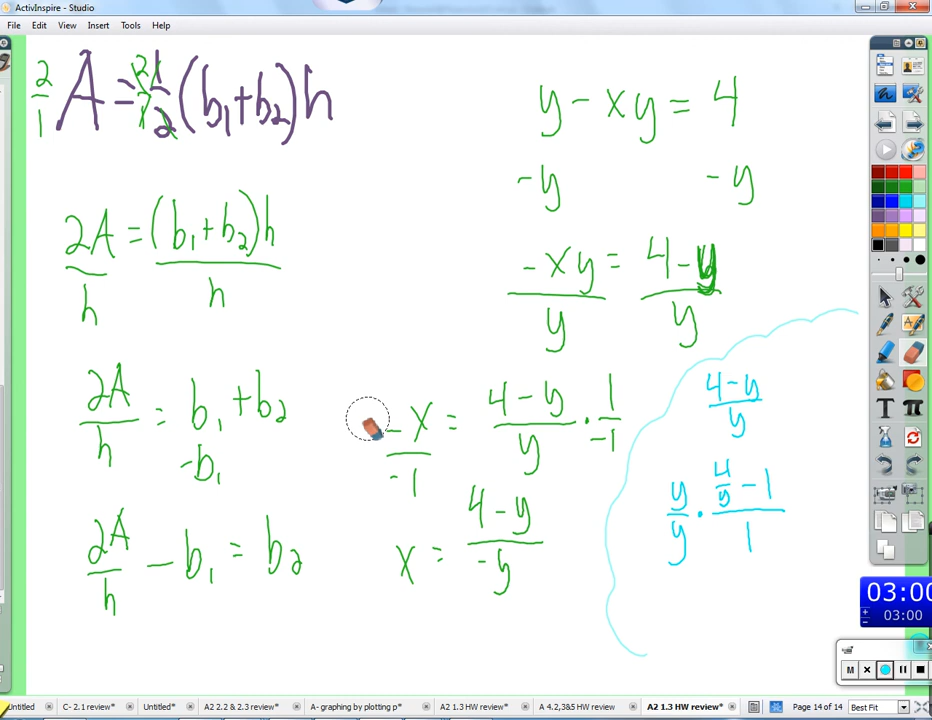 ActivInspire - Studio
File Edit View Insert Tools Help
2/1 A = 2/1 1/2 (b₁+b₂)h
2A/h = (b₁+b₂)h/h
2A/h = b₁ + b₂
-b₁
2A/h - b₁ = b₂
y - xy = 4
-y -y
-xy/y = 4-y/y
-x/-1 = 4-y/y · 1/-1
x = 4-y/-y
4-y/y
y/y · 4/y - 1/1
03:00
03:00
M
Untitled C- 2.1 review* Untitled* A2 2.2 & 2.3 review* A- graphing by plotting p* A2 1.3 HW review* A 4.2,3&5 HW review A2 1.3 HW review* Page 14 of 14 Best Fit